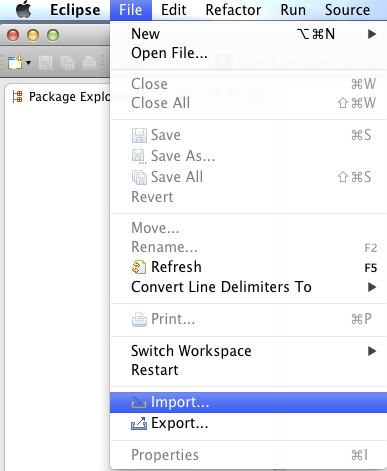 Eclipse File Edit Refactor Run Source
New ⌥⌘N ▶
Open File...
Close ⌘W
Close All ⇧⌘W
Save ⌘S
Save As...
Save All ⇧⌘S
Revert
Move...
Rename... F2
Refresh F5
Convert Line Delimiters To ▶
Print... ⌘P
Switch Workspace ▶
Restart
Import...
Export...
Properties ⌘I
Package Explo